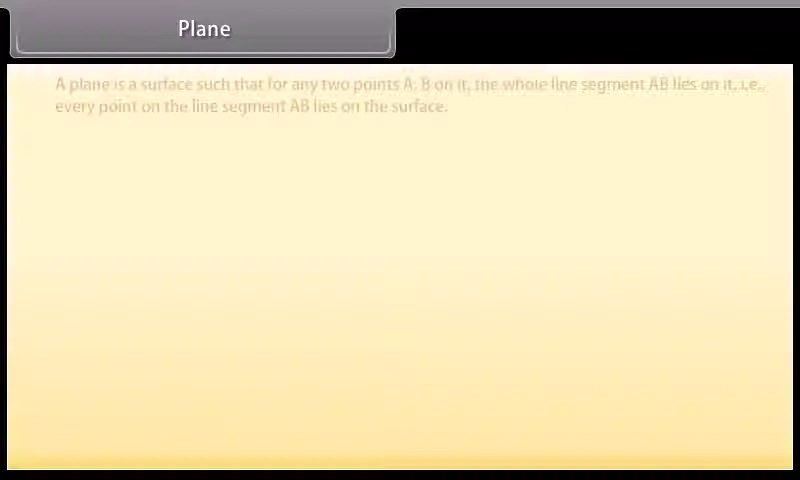 Plane
A plane is a surface such that for any two points A, B on it, the whole line segment AB lies on it, i.e.,
every point on the line segment AB lies on the surface.